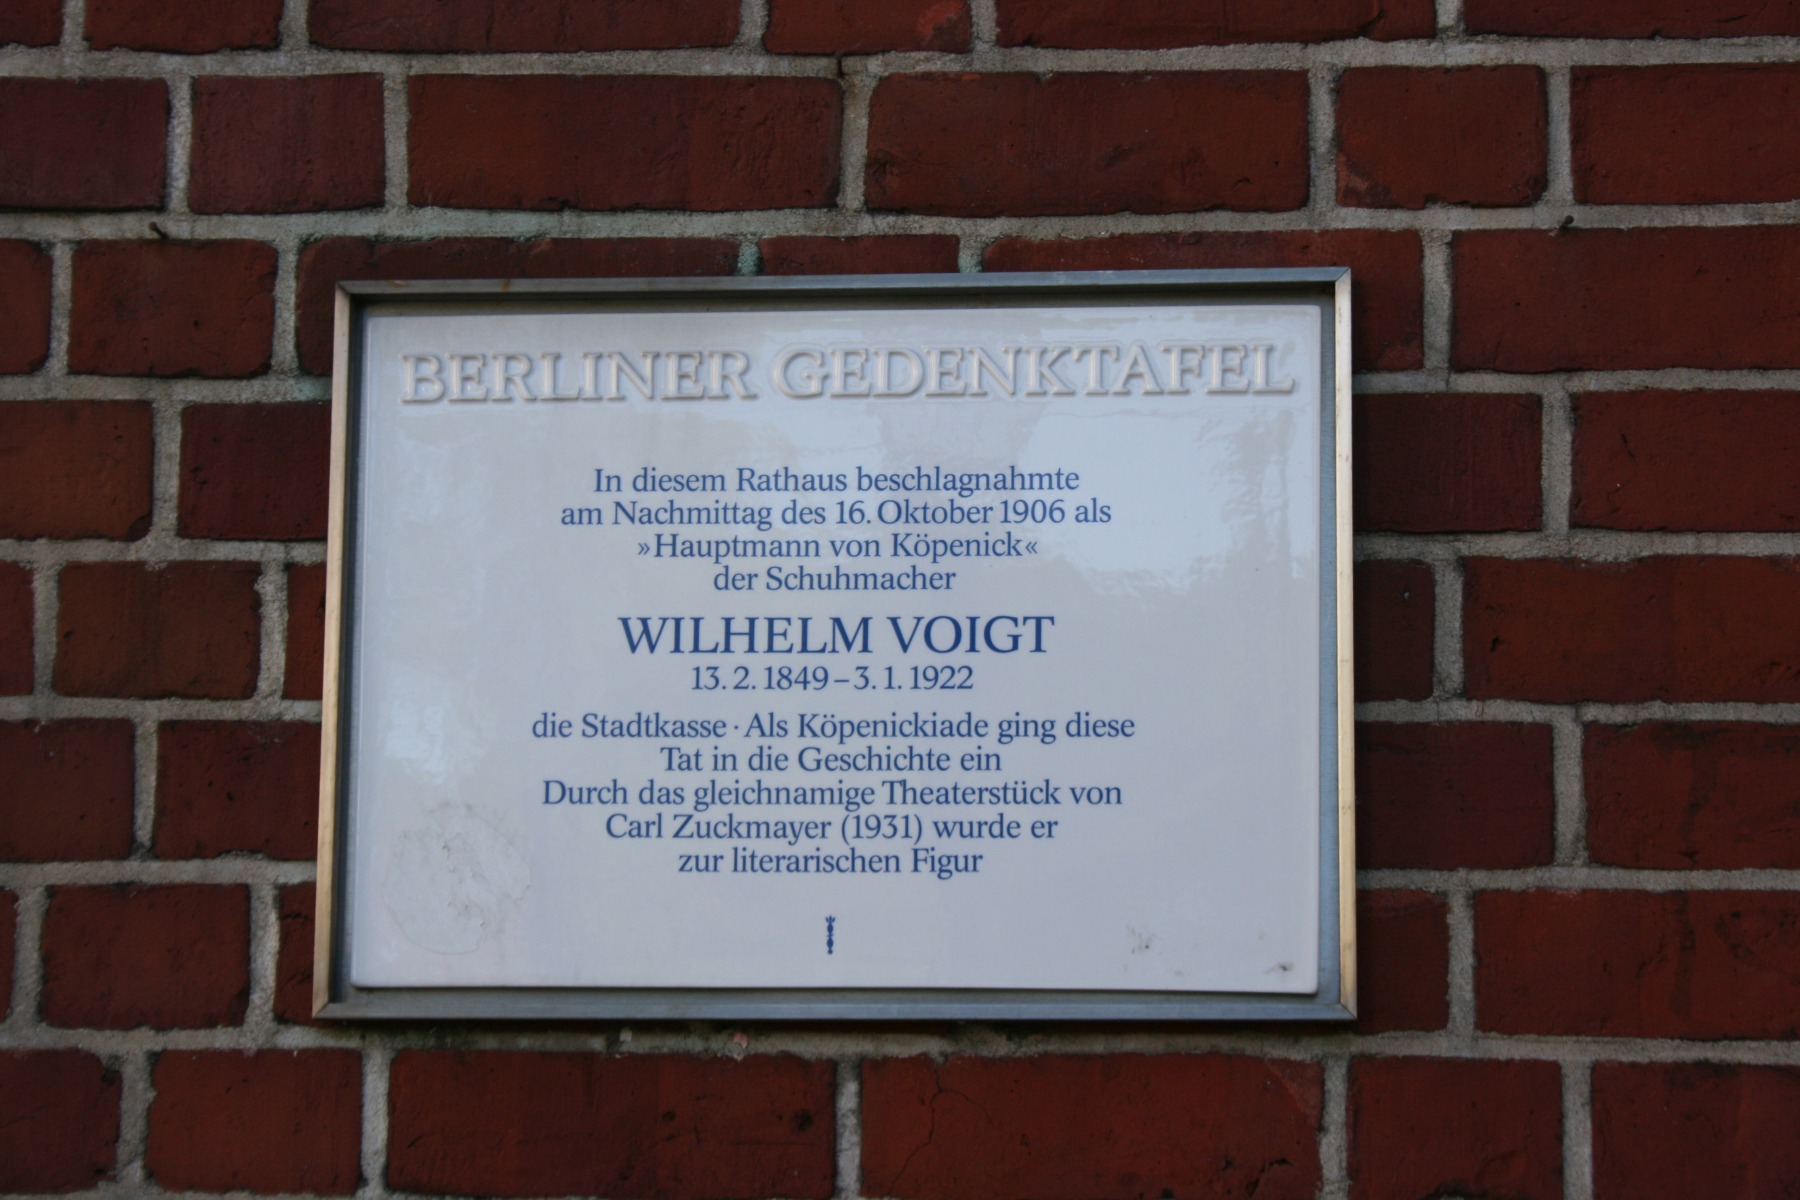 BERLINER GEDENKTAFEL
In diesem Rathaus beschlagnahmte
am Nachmittag des 16. Oktober 1906 als
»Hauptmann von Köpenick«
der Schuhmacher
WILHELM VOIGT
13. 2. 1849 – 3. 1. 1922
die Stadtkasse · Als Köpenickiade ging diese
Tat in die Geschichte ein
Durch das gleichnamige Theaterstück von
Carl Zuckmayer (1931) wurde er
zur literarischen Figur